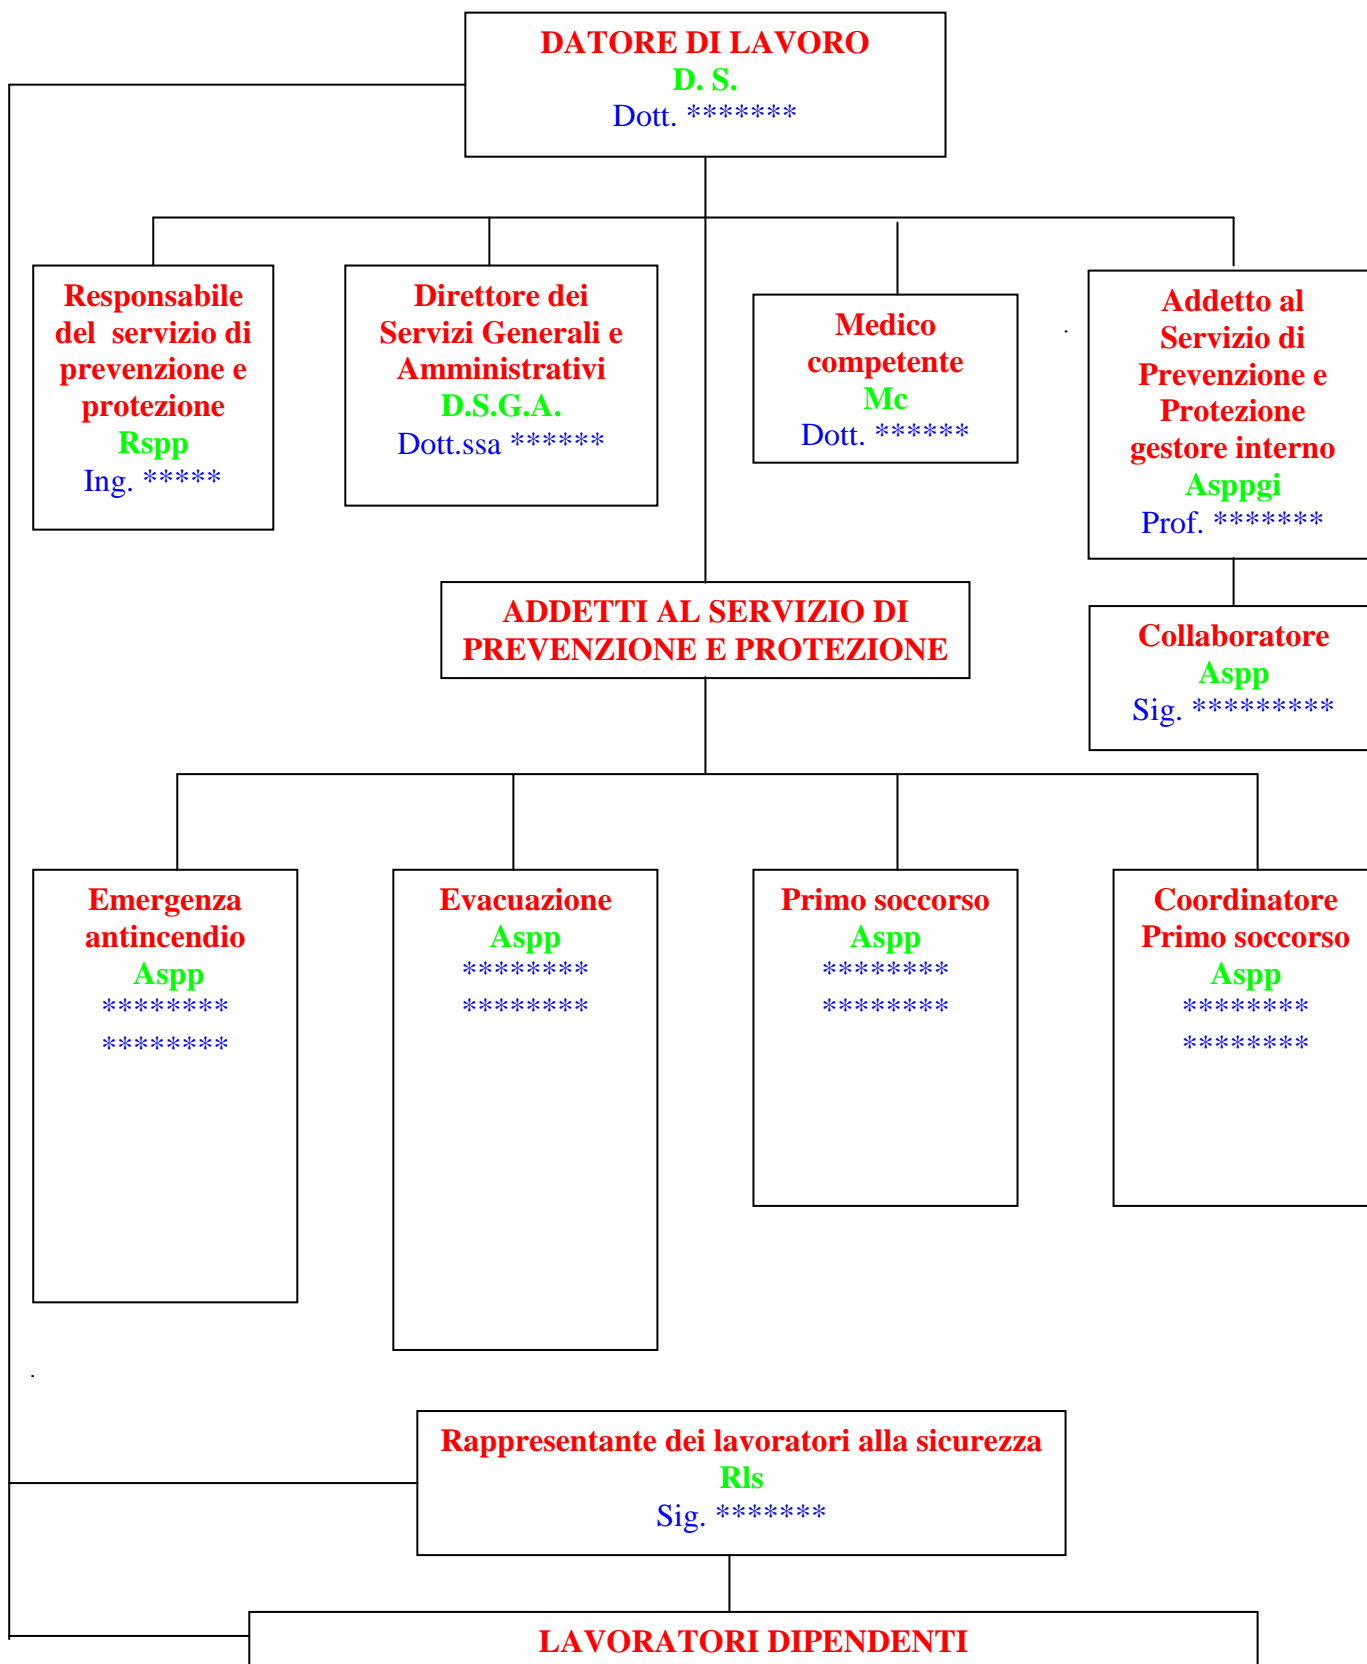 DATORE DI LAVORO
D. S.
Dott. *******
Responsabile
del servizio di
prevenzione e
protezione
Rspp
Ing. *****
Direttore dei
Servizi Generali e
Amministrativi
D.S.G.A.
Dott.ssa ******
Medico
competente
Mc
Dott. ******
Addetto al
Servizio di
Prevenzione e
Protezione
gestore interno
Asppgi
Prof. *******
ADDETTI AL SERVIZIO DI
PREVENZIONE E PROTEZIONE
Collaboratore
Aspp
Sig. *********
Emergenza
antincendio
Aspp
********
********
Evacuazione
Aspp
********
********
Primo soccorso
Aspp
********
********
Coordinatore
Primo soccorso
Aspp
********
********
Rappresentante dei lavoratori alla sicurezza
Rls
Sig. *******
LAVORATORI DIPENDENTI